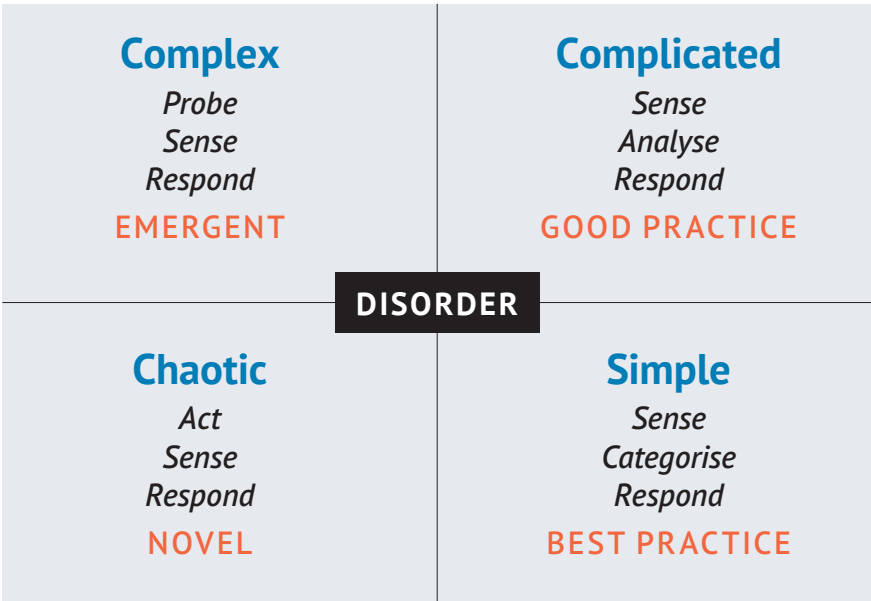 Complex
Probe
Sense
Respond
EMERGENT
Complicated
Sense
Analyse
Respond
GOOD PRACTICE
DISORDER
Chaotic
Act
Sense
Respond
NOVEL
Simple
Sense
Categorise
Respond
BEST PRACTICE